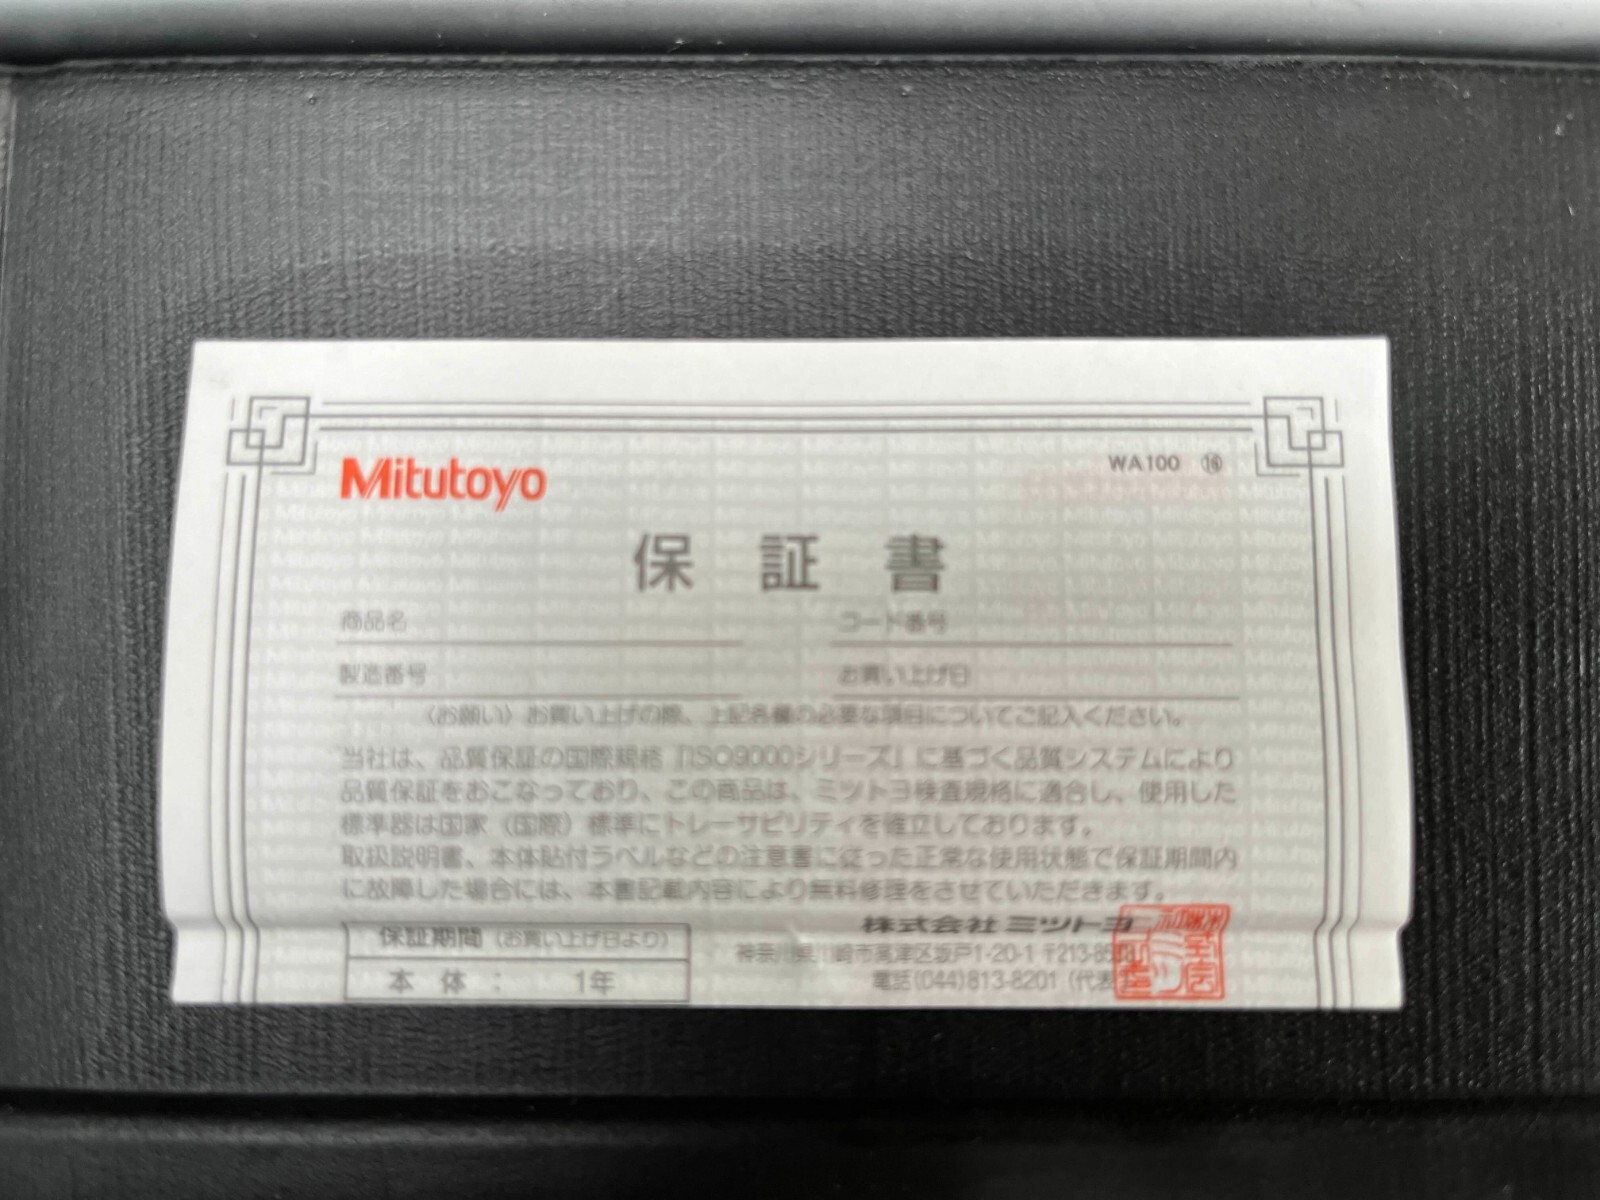 Mitutoyo
WA100 ⑯
保証書
商品名
コード番号
製造番号
お買い上げ日
〈お願い〉お買い上げの際、上記各欄の必要な項目についてご記入ください。
当社は、品質保証の国際規格『ISO9000シリーズ』に基づく品質システムにより
品質保証をおこなっており、この商品は、ミツトヨ検査規格に適合し、使用した
標準器は国家（国際）標準にトレーサビリティを確立しております。
取扱説明書、本体貼付ラベルなどの注意書に従った正常な使用状態で保証期間内
に故障した場合には、本書記載内容により無料修理をさせていただきます。
保証期間（お買い上げ日より）
本体： 1年
株式会社 ミツトヨ
神奈川県川崎市高津区坂戸1-20-1 〒213-
電話(044)813-8201（代表